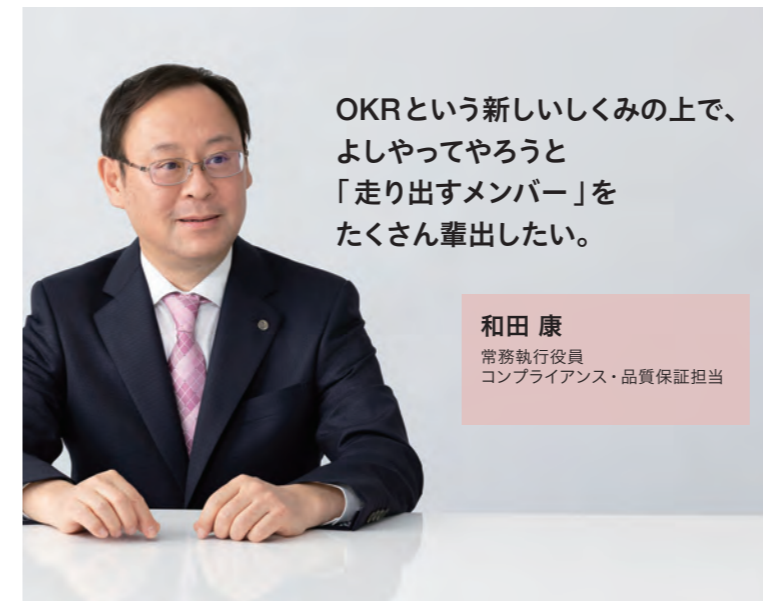 OKRという新しいしくみの上で、
よしやってやろうと
「走り出すメンバー」を
たくさん輩出したい。
和田 康
常務執行役員
コンプライアンス・品質保証担当